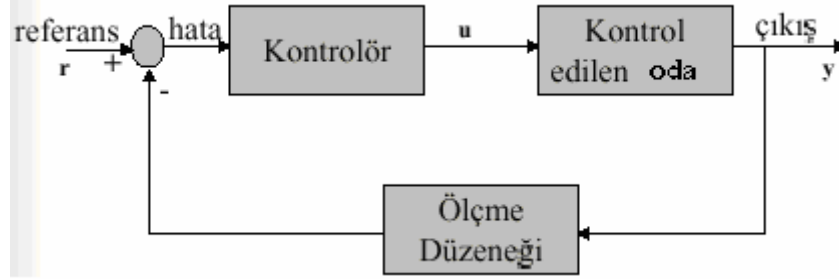 referans
hata
r
+
-
Kontrolör
u
Kontrol
edilen oda
çıkış
y
Ölçme
Düzeneği